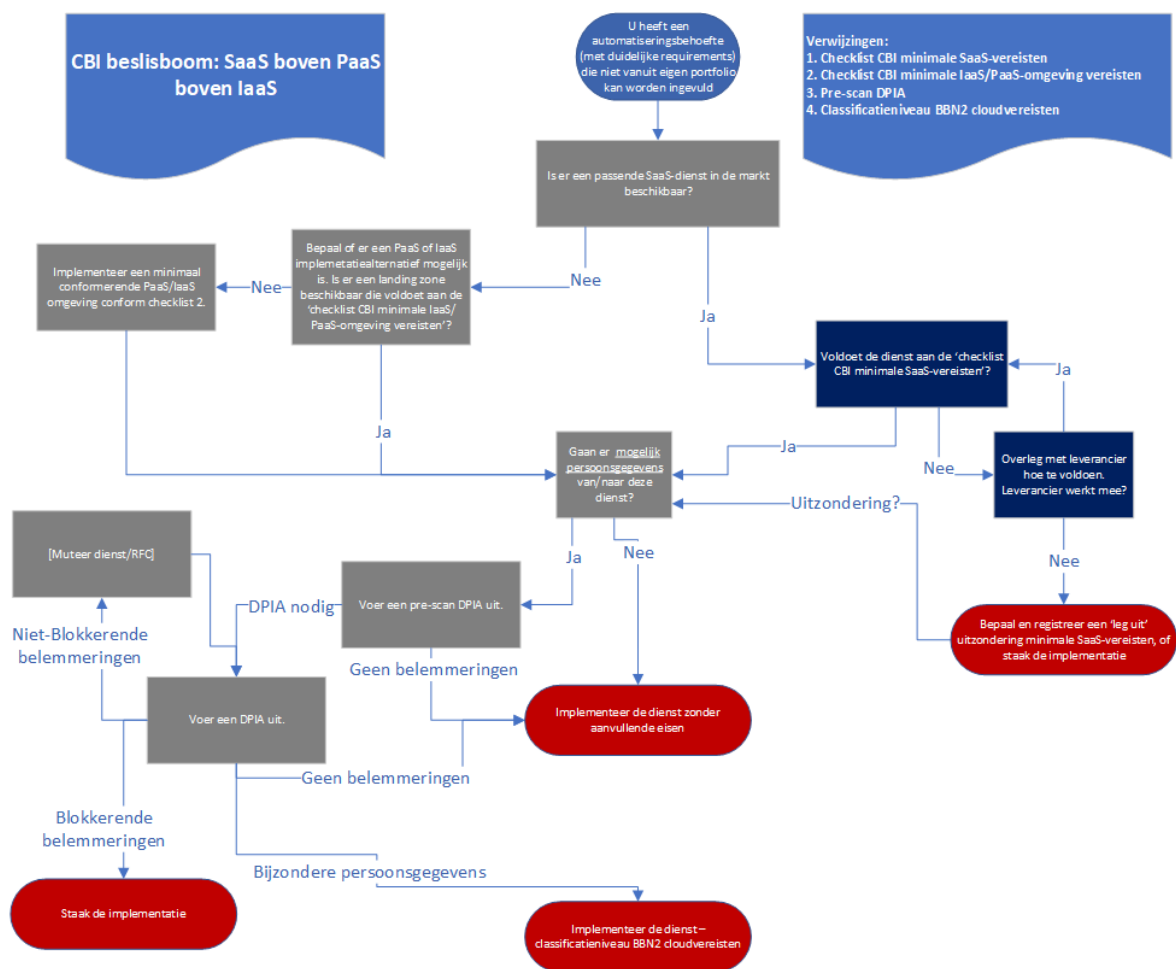 CBI beslisboom: SaaS boven PaaS
boven IaaS
U heeft een
automatiseringsbehoefte
(met duidelijke requirements)
die niet vanuit eigen portfolio
kan worden ingevuld
Verwijzingen:
1. Checklist CBI minimale SaaS-vereisten
2. Checklist CBI minimale IaaS/PaaS-omgeving vereisten
3. Pre-scan DPIA
4. Classificatieniveau BBN2 cloudvereisten
Is er een passende SaaS-dienst in de markt
beschikbaar?
Nee
Ja
Bepaal of er een PaaS of IaaS
implemetatiealternatief mogelijk
is. Is er een landing zone
beschikbaar die voldoet aan de
‘checklist CBI minimale IaaS/
PaaS-omgeving vereisten’?
Nee
Implementeer een minimaal
conformerende PaaS/IaaS
omgeving conform checklist 2.
Ja
Voldoet de dienst aan de ‘checklist
CBI minimale SaaS-vereisten’?
Ja
Ja
Nee
Overleg met leverancier
hoe te voldoen.
Leverancier werkt mee?
Nee
Bepaal en registreer een ‘leg uit’
uitzondering minimale SaaS-vereisten, of
staak de implementatie
Uitzondering?
Gaan er mogelijk
persoonsgegevens
van/naar deze
dienst?
Ja
Nee
Voer een pre-scan DPIA uit.
DPIA nodig
Geen belemmeringen
[Muteer dienst/RFC]
Niet-Blokkerende
belemmeringen
Voer een DPIA uit.
Geen belemmeringen
Implementeer de dienst zonder
aanvullende eisen
Blokkerende
belemmeringen
Bijzondere persoonsgegevens
Staak de implementatie
Implementeer de dienst –
classificatieniveau BBN2 cloudvereisten